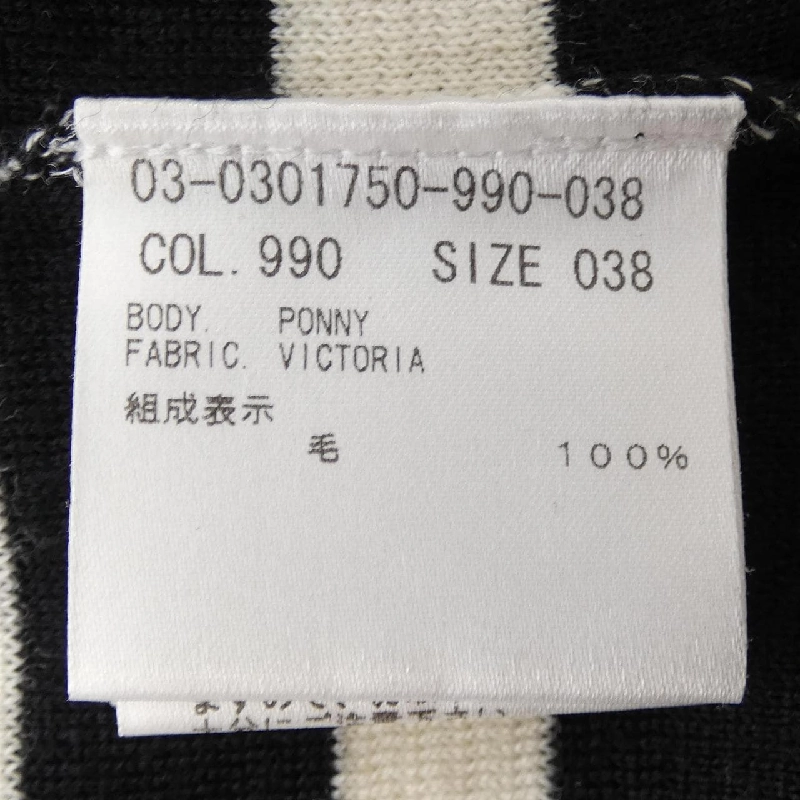 03-0301750-990-038
COL. 990 SIZE 038
BODY. PONNY
FABRIC. VICTORIA
組成表示
毛 100%